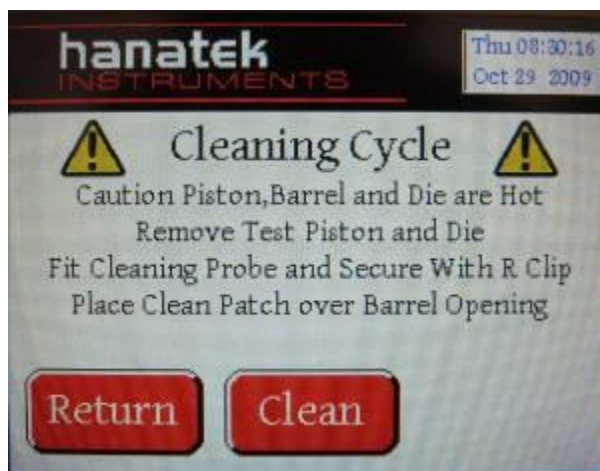 hanatek
INSTRUMENTS
Thu 08:30:16
Oct 29 2009
Cleaning Cycle
Caution Piston,Barrel and Die are Hot
Remove Test Piston and Die
Fit Cleaning Probe and Secure With R Clip
Place Clean Patch over Barrel Opening
Return
Clean